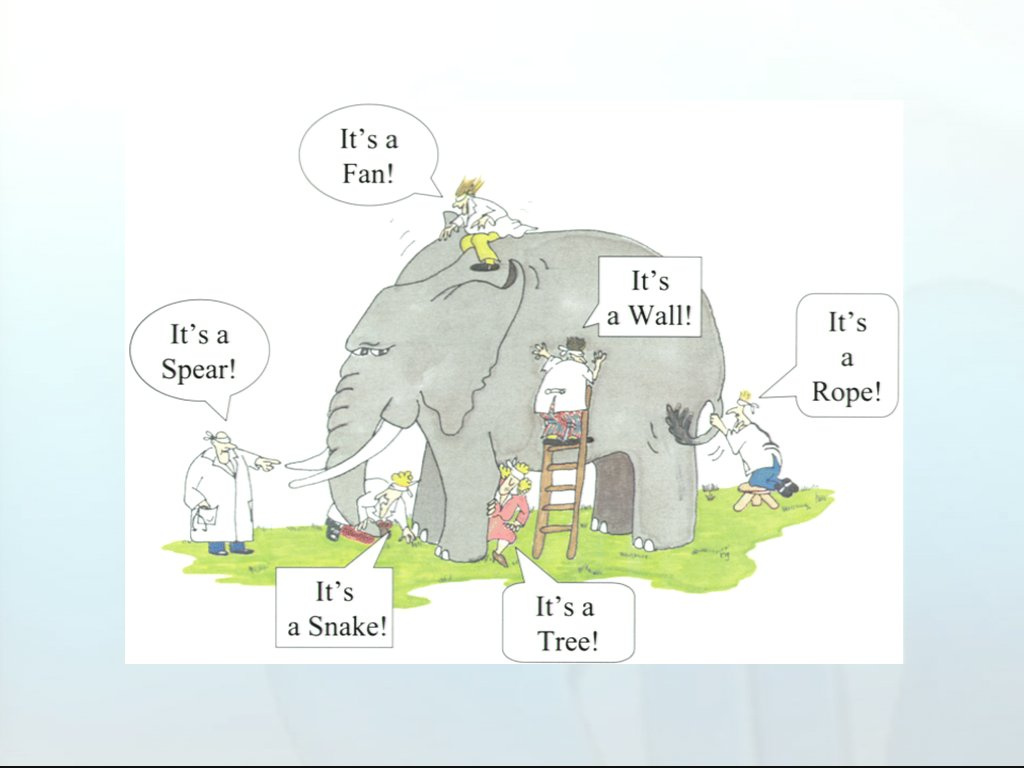 It's a
Fan!
It's
a Wall!
It's
a
Rope!
It's a
Spear!
It's
a Snake!
It's a
Tree!